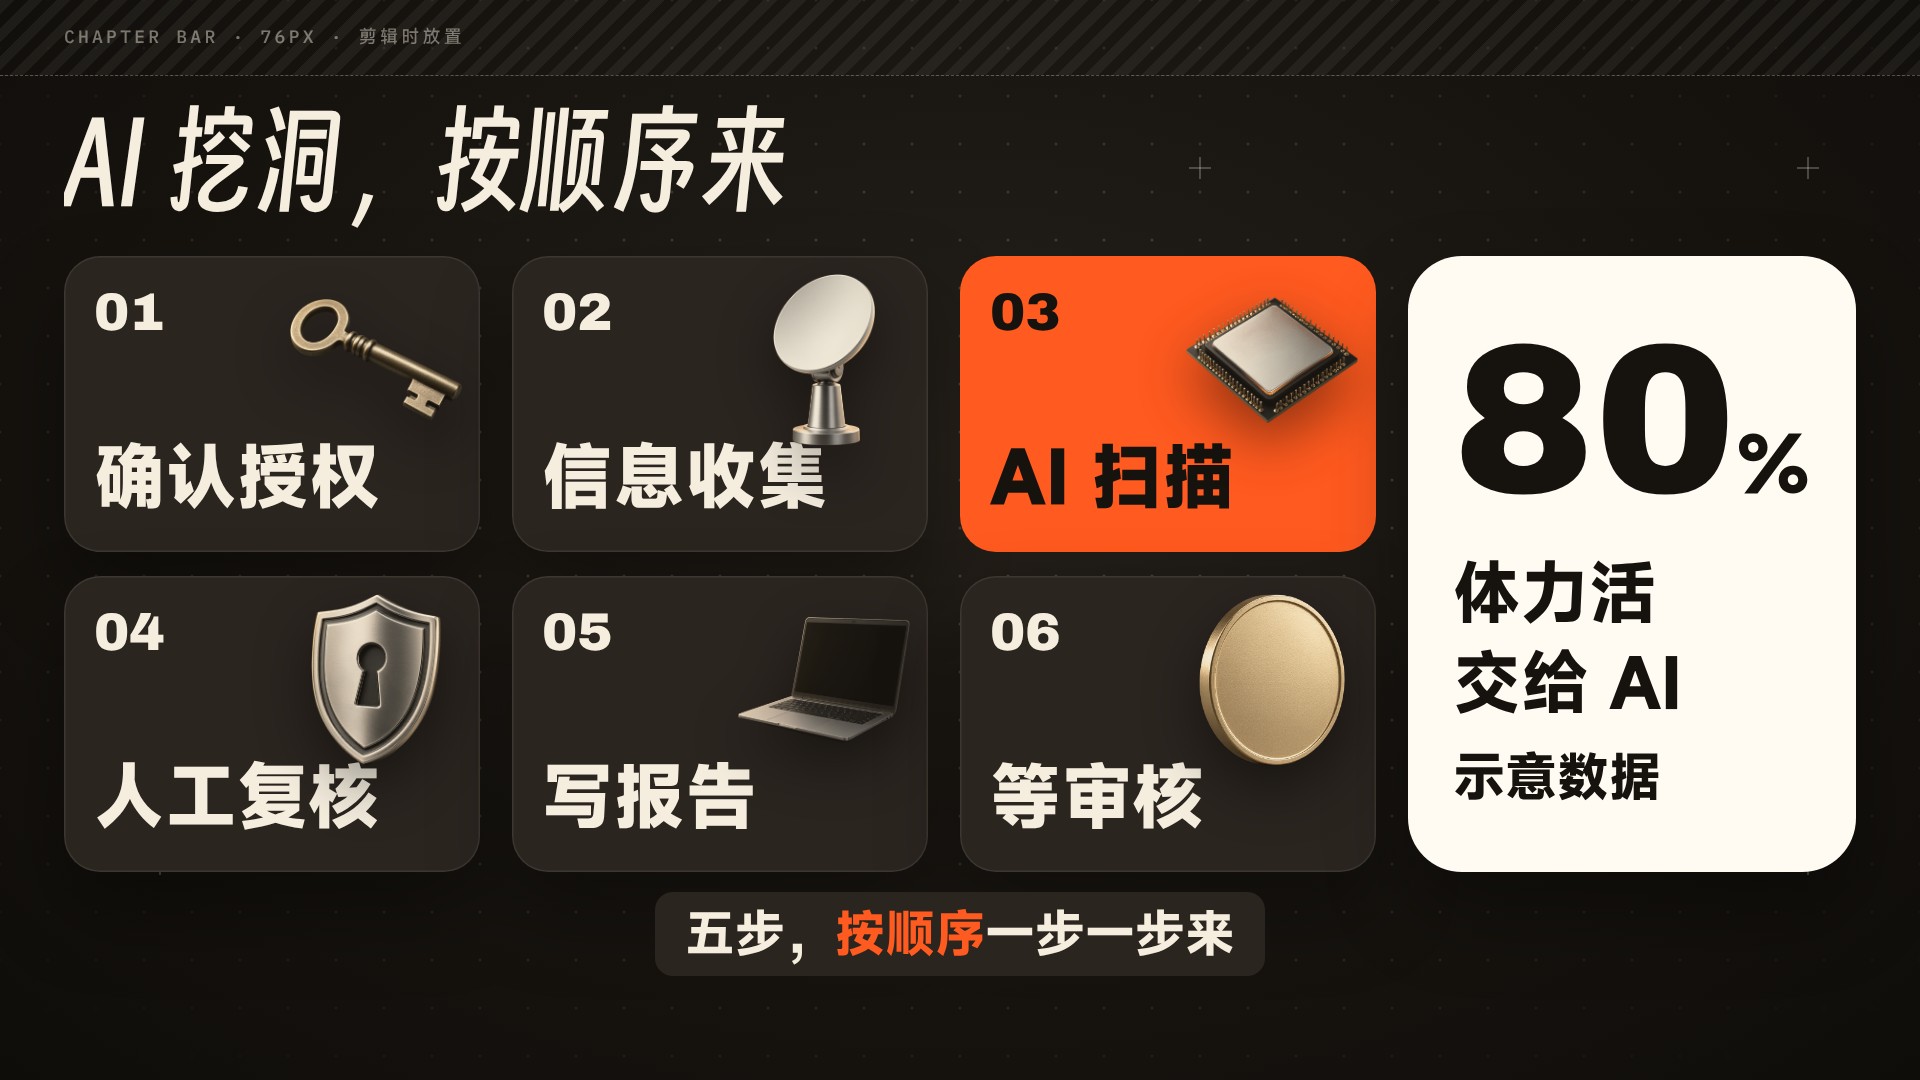 CHAPTER BAR · 76PX · 剪辑时放置
AI 挖洞，按顺序来
01
确认授权
02
信息收集
03
AI 扫描
04
人工复核
05
写报告
06
等审核
80%
体力活
交给 AI
示意数据
五步，按顺序一步一步来